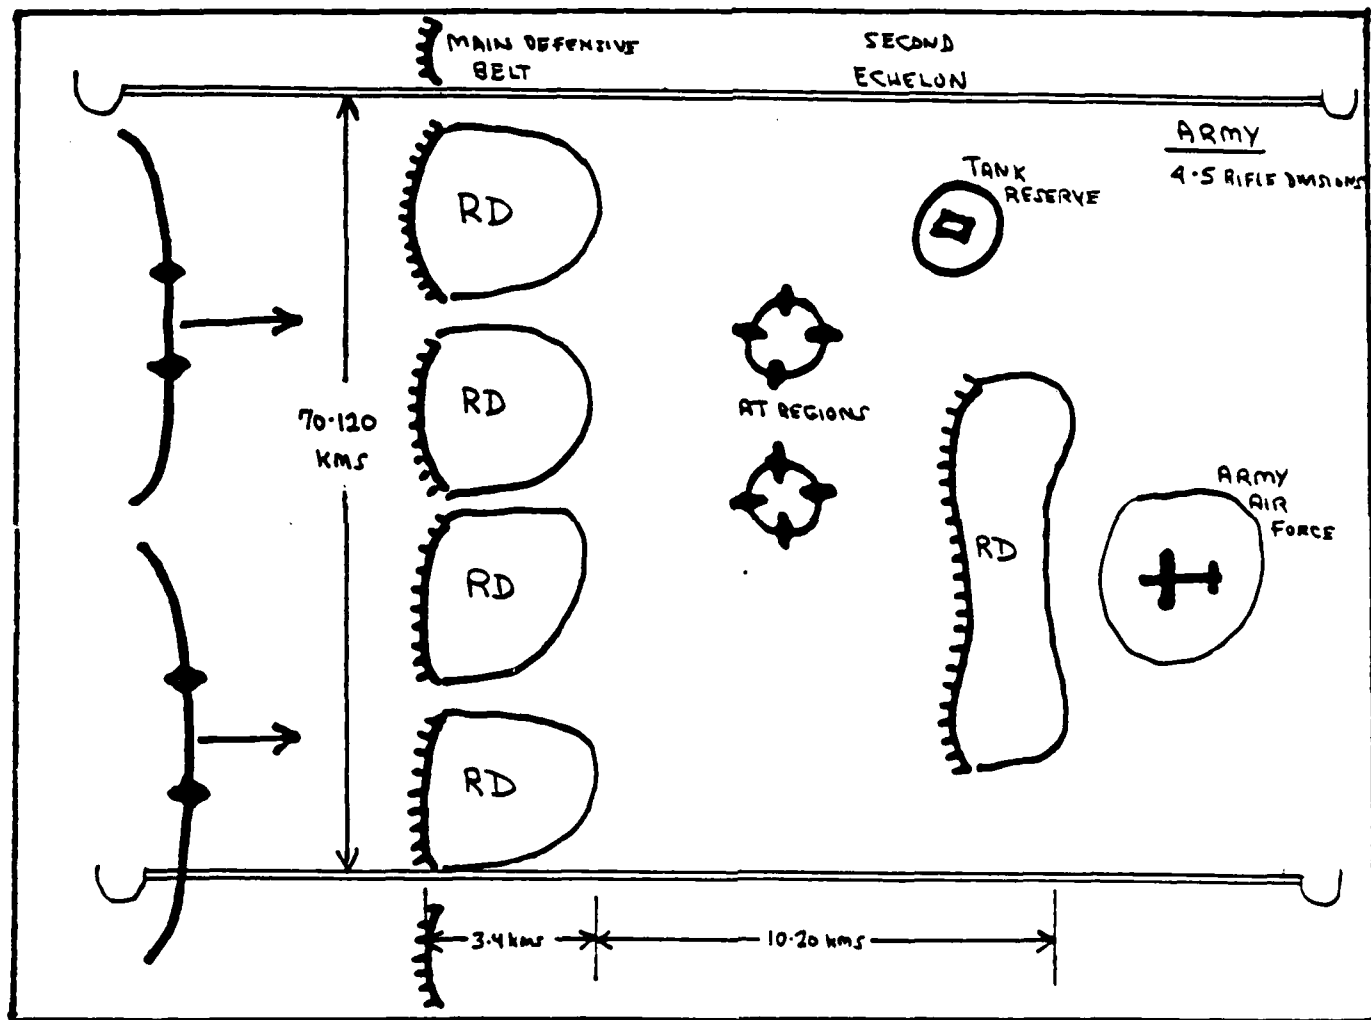 MAIN DEFENSIVE
BELT
SECOND
ECHELON
ARMY
4-5 RIFLE DIVISIONS
TANK
RESERVE
RD
RD
70-120
KMS
AT REGIONS
ARMY
AIR
FORCE
RD
RD
RD
3-4 kms
10-20 kms